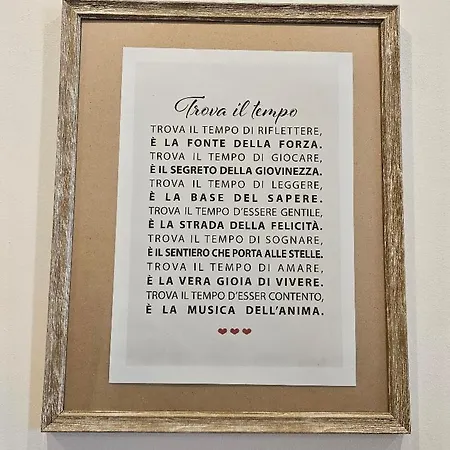 Trova il tempo
TROVA IL TEMPO DI RIFLETTERE,
È LA FONTE DELLA FORZA.
TROVA IL TEMPO DI GIOCARE,
È IL SEGRETO DELLA GIOVINEZZA.
TROVA IL TEMPO DI LEGGERE,
È LA BASE DEL SAPERE.
TROVA IL TEMPO D'ESSERE GENTILE,
È LA STRADA DELLA FELICITÀ.
TROVA IL TEMPO DI SOGNARE,
È IL SENTIERO CHE PORTA ALLE STELLE.
TROVA IL TEMPO DI AMARE,
È LA VERA GIOIA DI VIVERE.
TROVA IL TEMPO D'ESSER CONTENTO,
È LA MUSICA DELL'ANIMA.